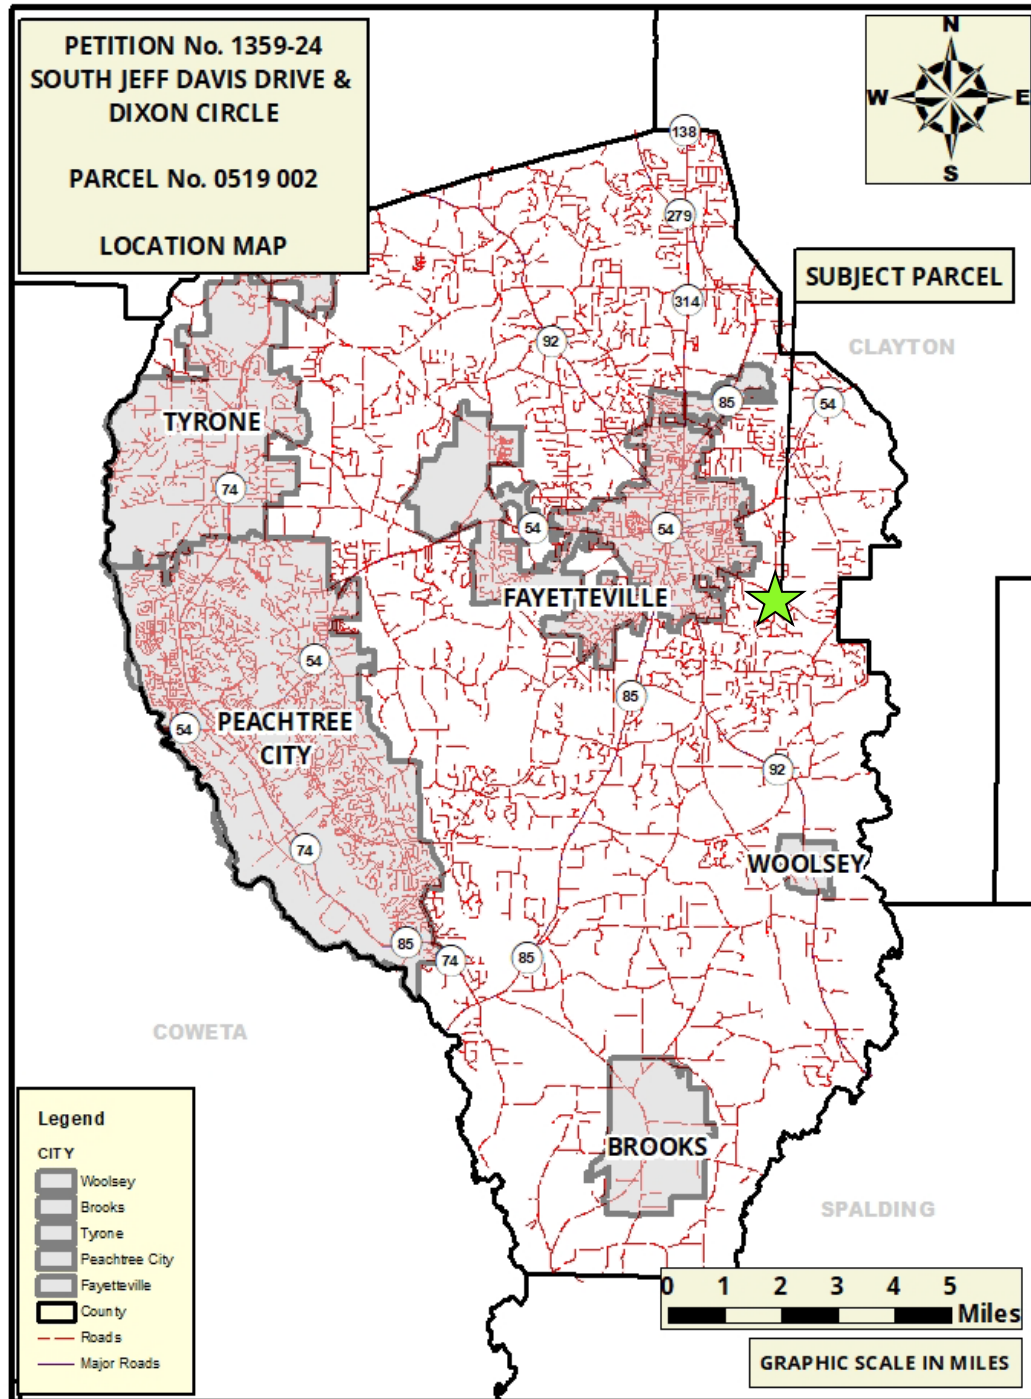 PETITION No. 1359-24
SOUTH JEFF DAVIS DRIVE &
DIXON CIRCLE
PARCEL No. 0519 002
LOCATION MAP
N
W
E
S
138
279
SUBJECT PARCEL
314
92
CLAYTON
85
54
TYRONE
74
54
54
FAYETTEVILLE
54
85
PEACHTREE
CITY
54
92
74
WOOLSEY
85
74
85
COWETA
BROOKS
SPALDING
Legend
CITY
Woolsey
Brooks
Tyrone
Peachtree City
Fayetteville
County
Roads
Major Roads
0 1 2 3 4 5
Miles
GRAPHIC SCALE IN MILES